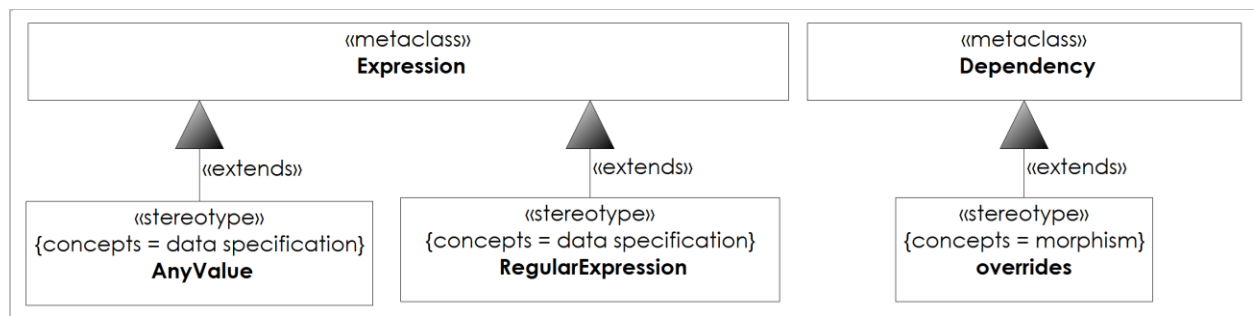 «metaclass»
Expression
«metaclass»
Dependency
«extends»
«extends»
«extends»
«stereotype»
{concepts = data specification}
AnyValue
«stereotype»
{concepts = data specification}
RegularExpression
«stereotype»
{concepts = morphism}
overrides